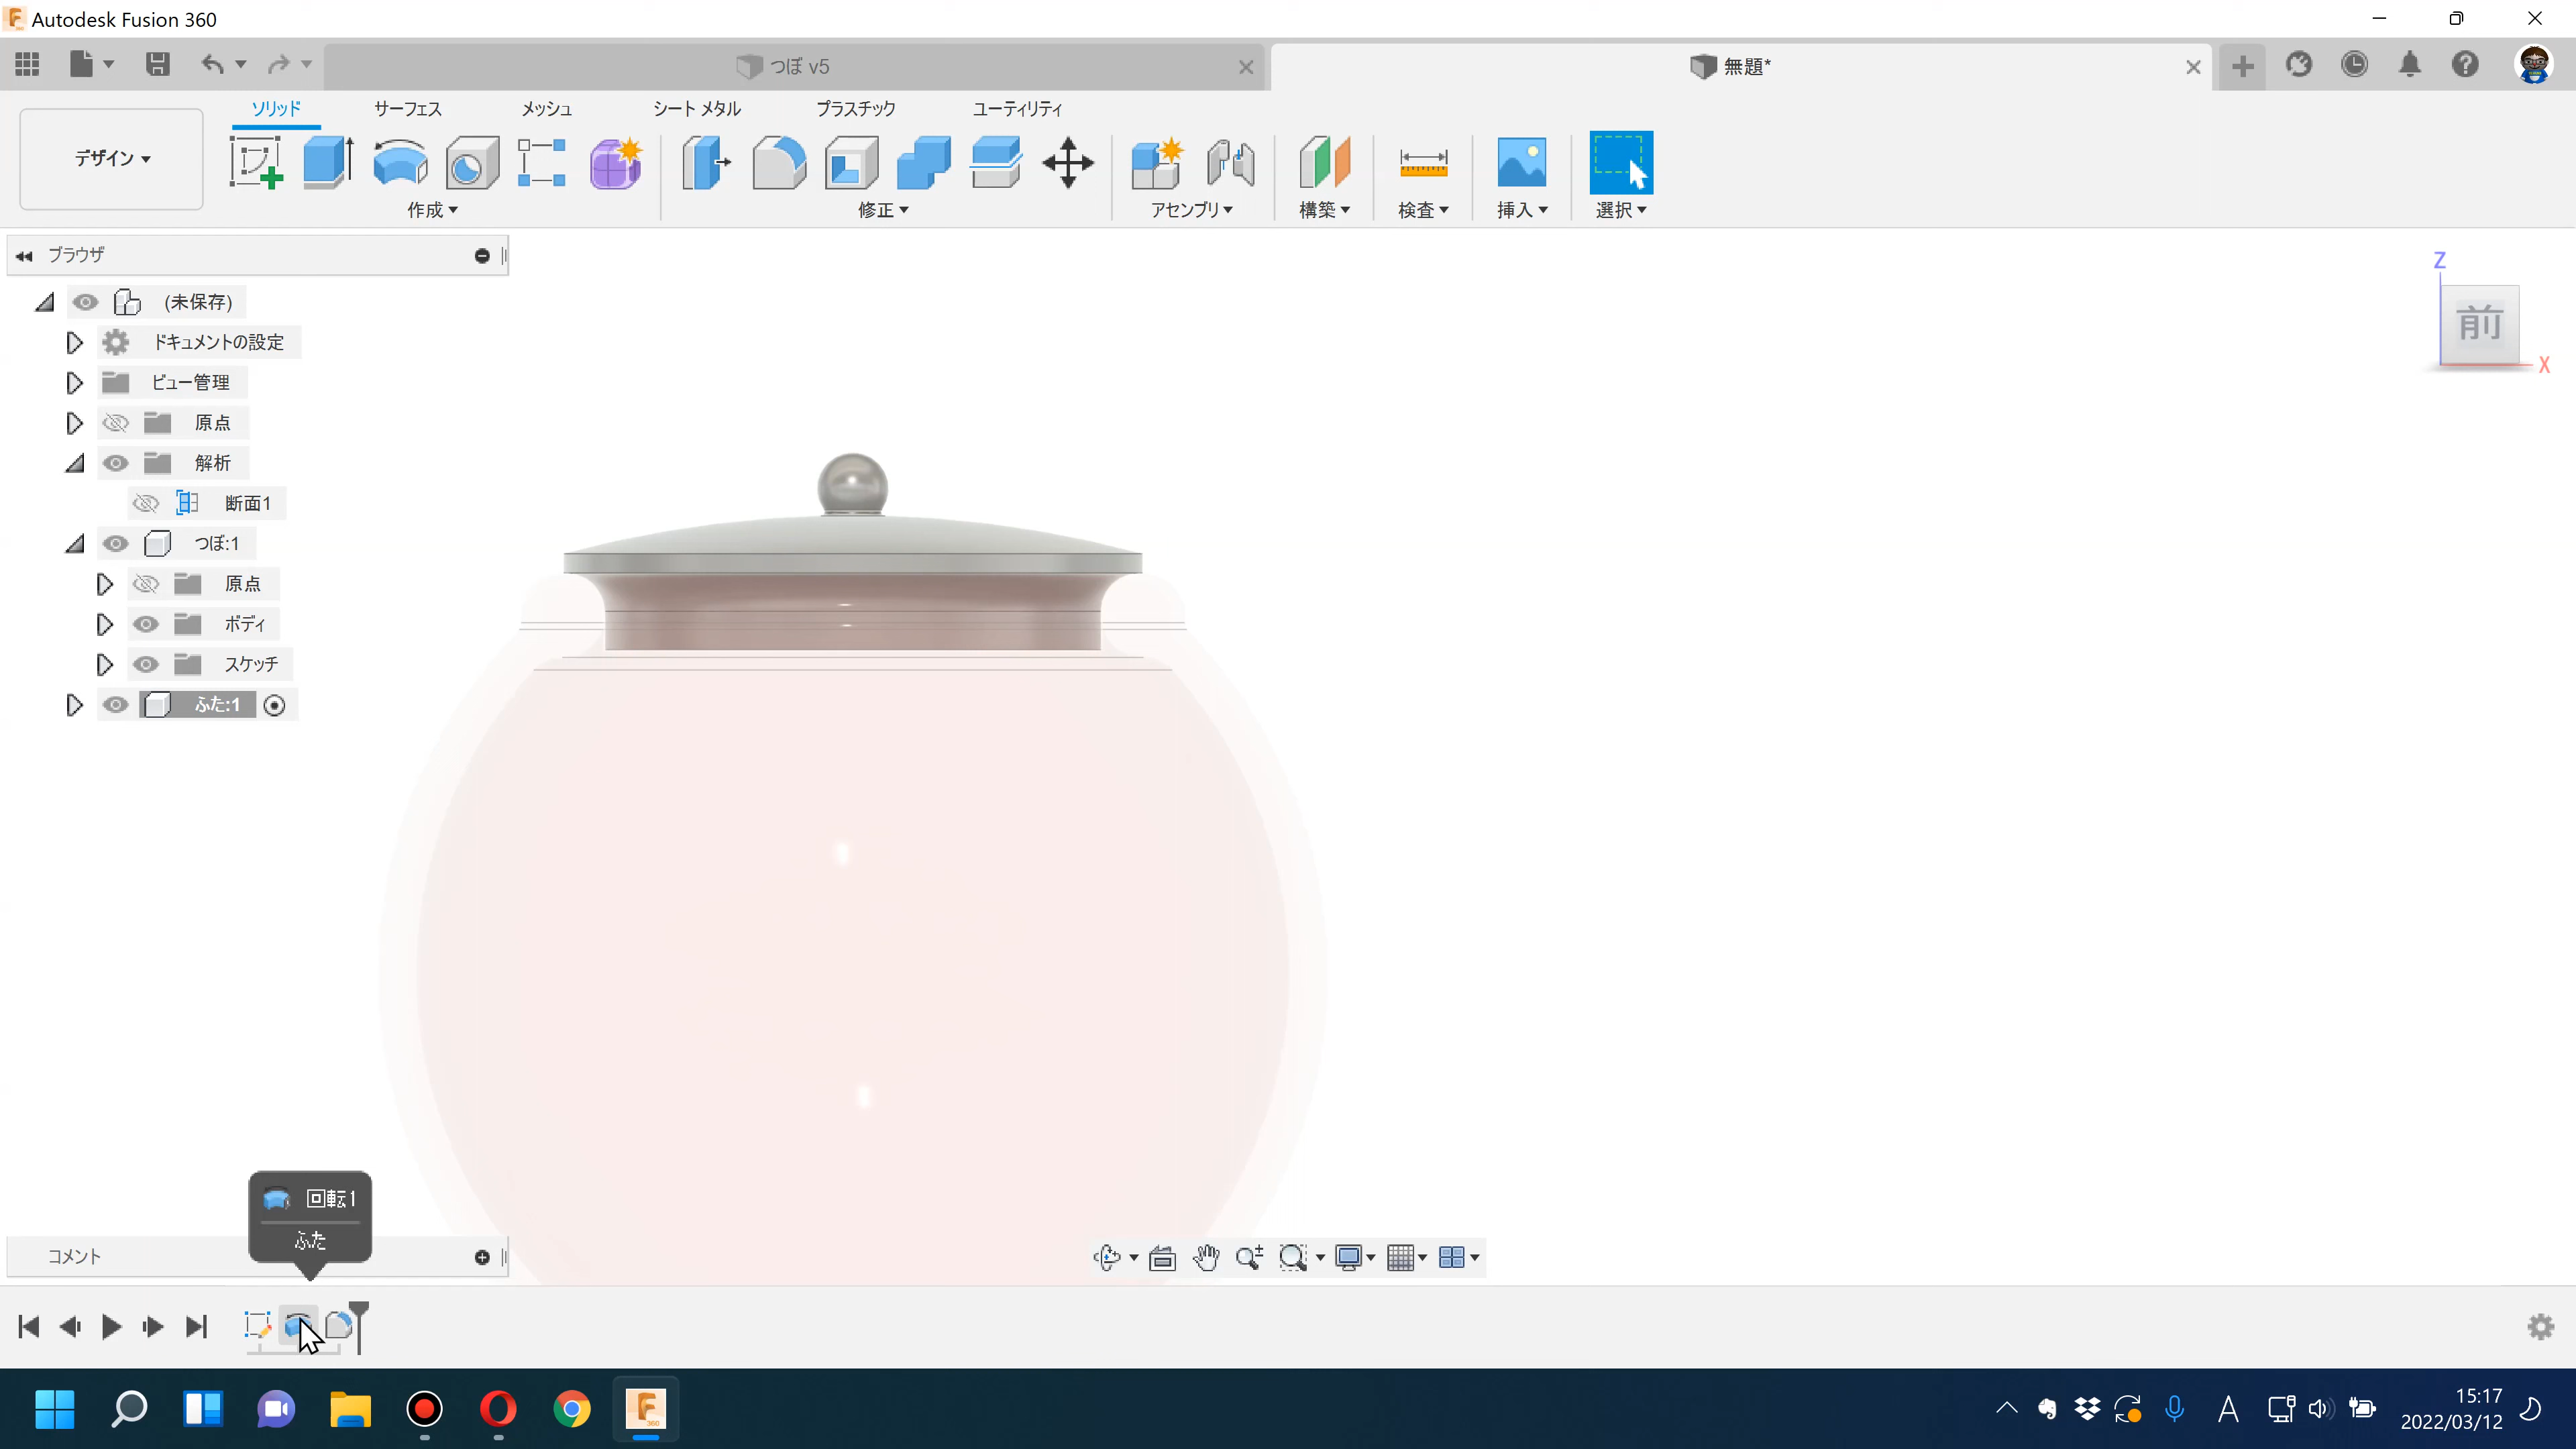 Autodesk Fusion 360
つぼ v5
無題*
デザイン
ソリッド
サーフェス
メッシュ
シート メタル
プラスチック
ユーティリティ
作成
修正
アセンブリ
構築
検査
挿入
選択
ブラウザ
(未保存)
ドキュメントの設定
ビュー管理
原点
解析
断面1
つぼ:1
原点
ボディ
スケッチ
ふた:1
Z
前
X
回転1
ふた
コメント
360
A
15:17
2022/03/12